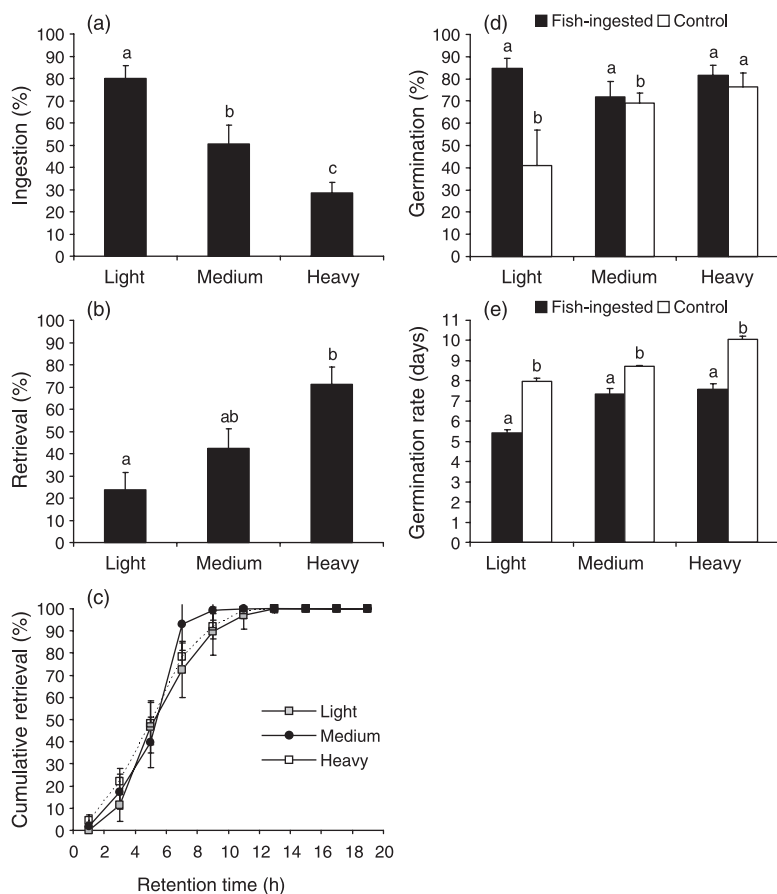 (a)
Ingestion (%)
100
90
80
70
60
50
40
30
20
10
0
a
b
c
Light Medium Heavy
(b)
Retrieval (%)
100
90
80
70
60
50
40
30
20
10
0
a
ab
b
Light Medium Heavy
(c)
Cumulative retrieval (%)
100
90
80
70
60
50
40
30
20
10
0
Light
Medium
Heavy
0 2 4 6 8 10 12 14 16 18 20
Retention time (h)
(d)
Fish-ingested Control
Germination (%)
100
90
80
70
60
50
40
30
20
10
0
a b a b a a
Light Medium Heavy
(e)
Fish-ingested Control
Germination rate (days)
11
10
9
8
7
6
5
4
3
2
1
0
a b a b a b
Light Medium Heavy